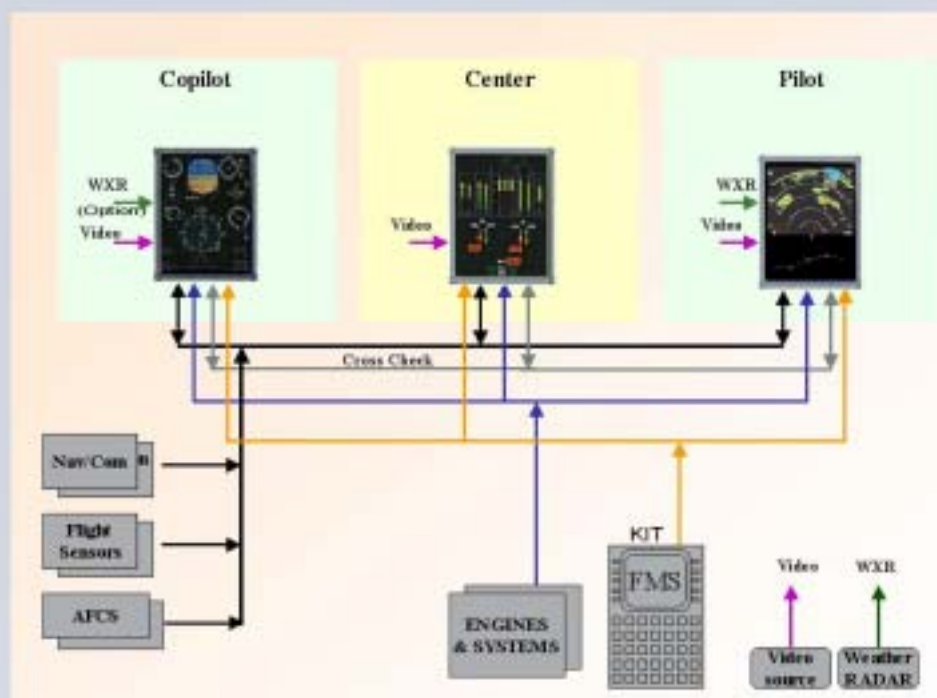 Copilot
Center
Pilot
WXR
(Option)
Video
Video
WXR
Video
Cross Check
Nav/Com
Flight
Sensors
AFCS
ENGINES
& SYSTEMS
KIT
FMS
Video
WXR
Video
source
Weather
RADAR